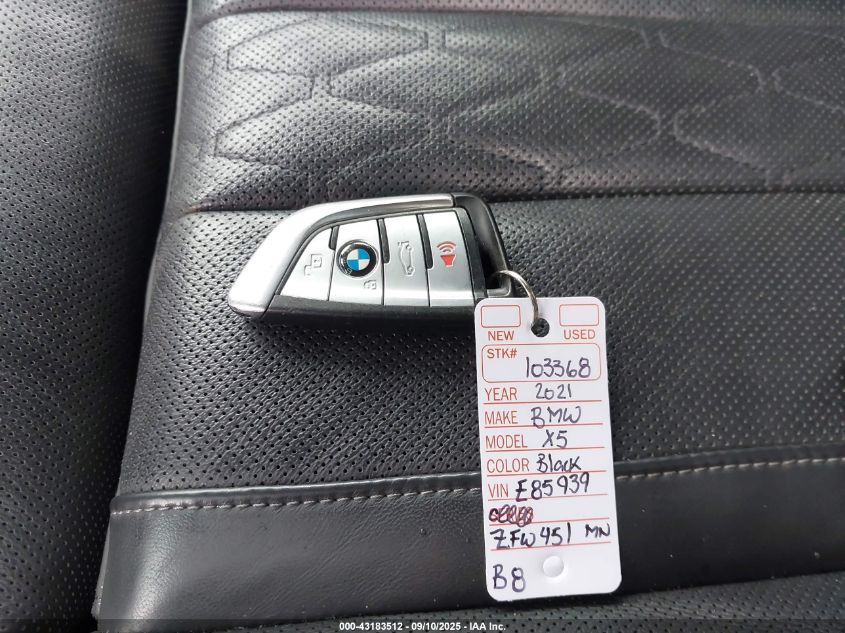 NEW USED
STK# 103368
YEAR 2021
MAKE BMW
MODEL X5
COLOR Black
VIN E85939
ZFW451 MN
B8
BMW
000-43183512 - 09/10/2025 - IAA Inc.